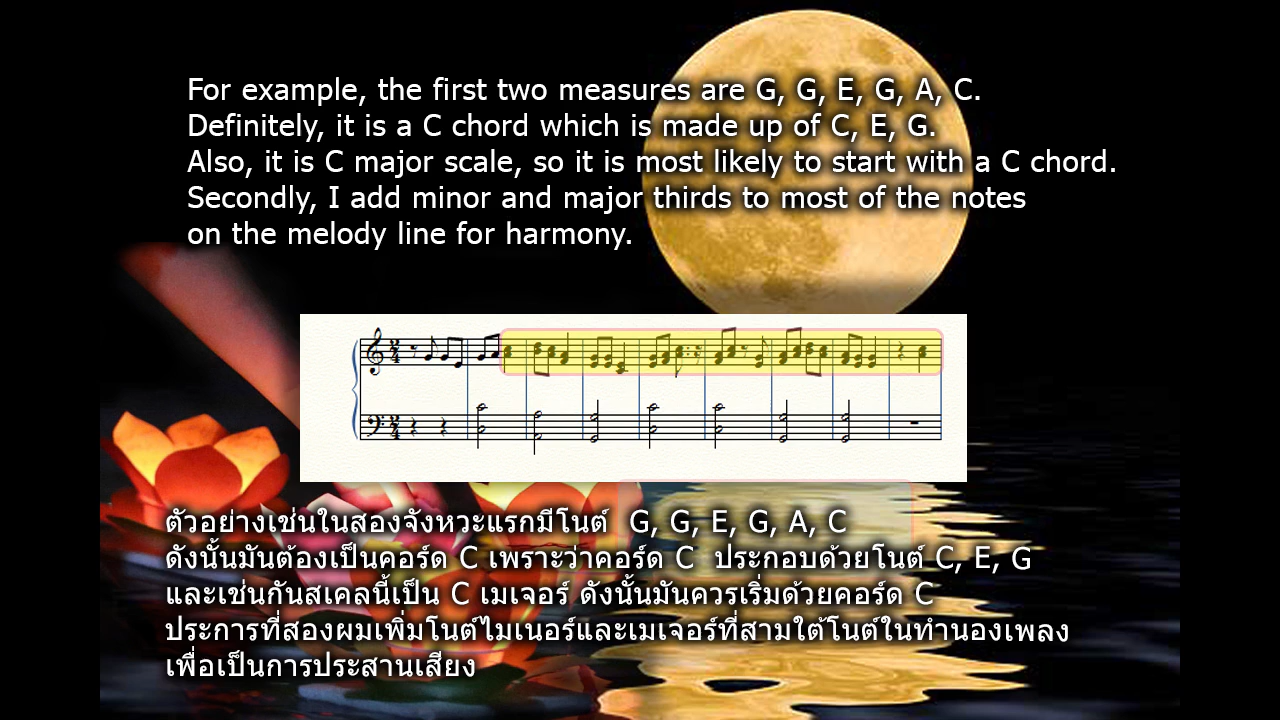 For example, the first two measures are G, G, E, G, A, C.
Definitely, it is a C chord which is made up of C, E, G.
Also, it is C major scale, so it is most likely to start with a C chord.
Secondly, I add minor and major thirds to most of the notes
on the melody line for harmony.
ตัวอย่างเช่นในสองจังหวะแรกมีโนต์ G, G, E, G, A, C
ดังนั้นมันต้องเป็นคอร์ด C เพราะว่าคอร์ด C ประกอบด้วยโนต์ C, E, G
และเช่นกันสเคลนี้เป็น C เมเจอร์ ดังนั้นมันควรเริ่มด้วยคอร์ด C
ประการที่สองผมเพิ่มโนต์ไมเนอร์และเมเจอร์ที่สามใต้โนต์ในทำนองเพลง
เพื่อเป็นการประสานเสียง